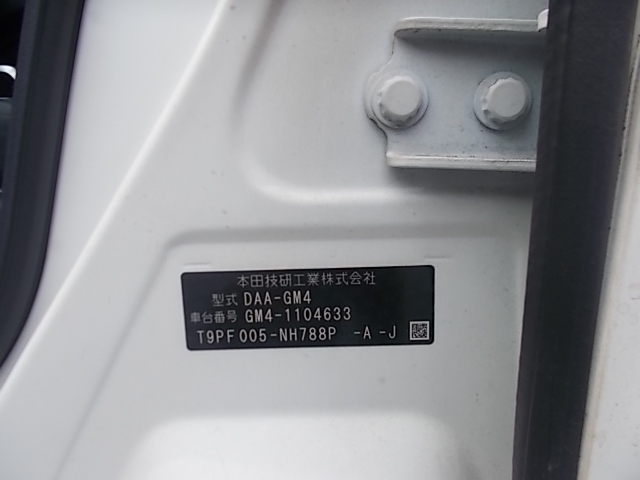 本田技研工業株式会社
型式 DAA-GM4
車台番号 GM4-1104633
T9PF005-NH788P -A -J